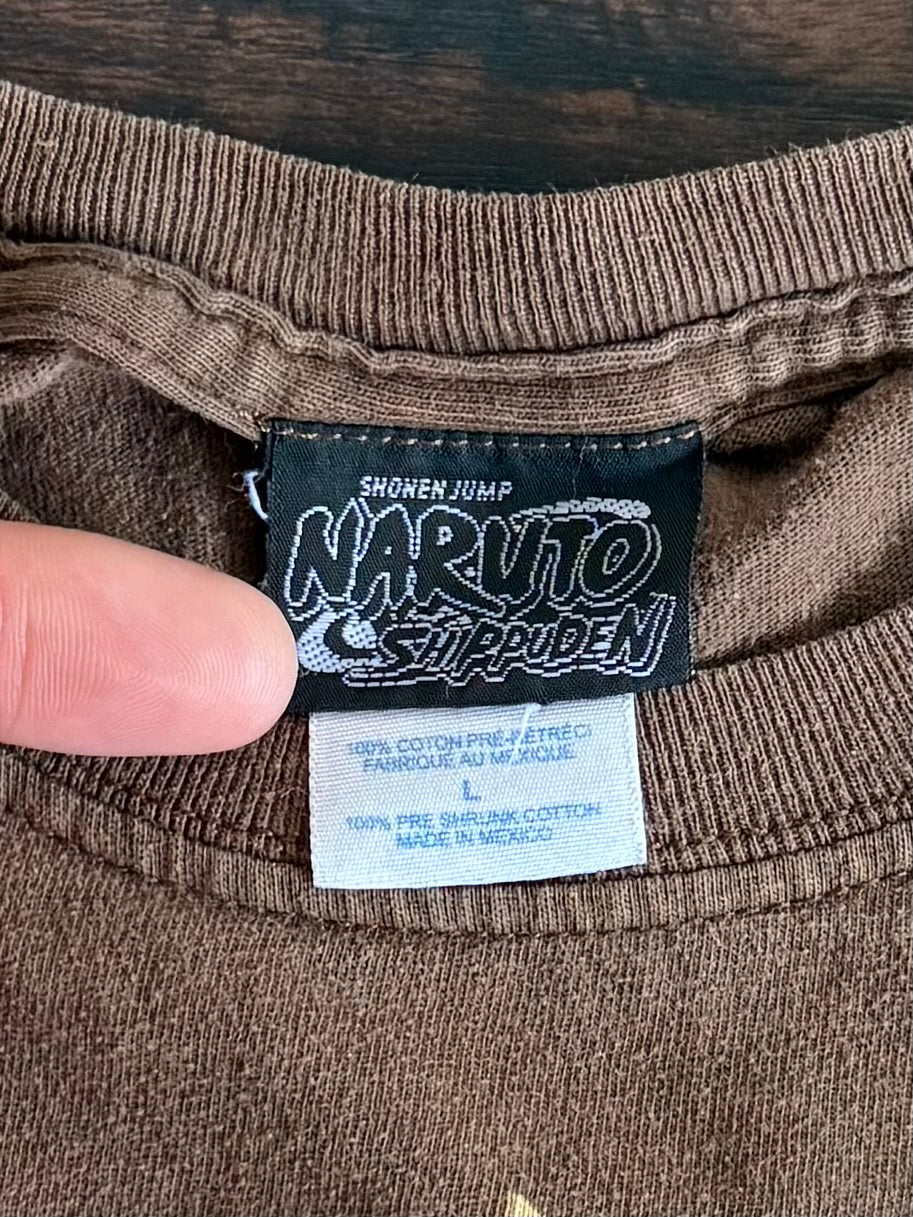 SHONEN JUMP
NARUTO
SHIPPUDEN
100% COTON PRÉ-RÉTRÉCI
FABRIQUÉ AU MEXIQUE
L
100% PRE SHRUNK COTTON
MADE IN MEXICO